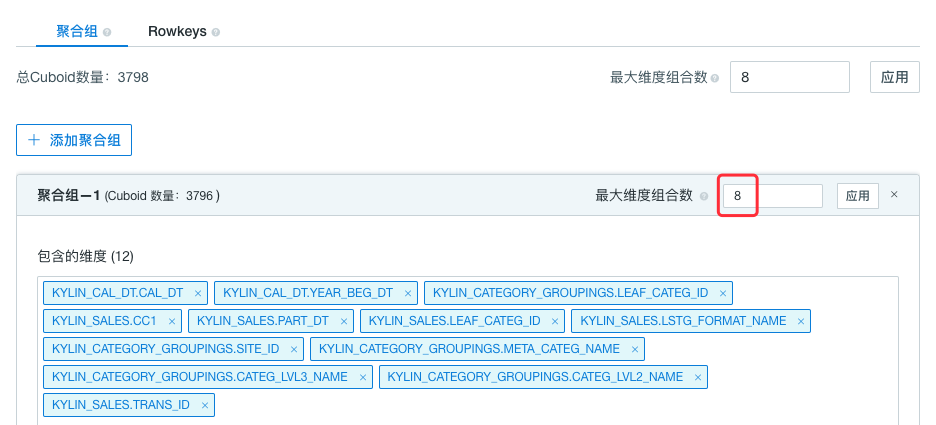 聚合组 Rowkeys
总Cuboid数量：3798 最大维度组合数 8 应用
+ 添加聚合组
聚合组—1 (Cuboid 数量：3796 ) 最大维度组合数 8 应用 ×
包含的维度 (12)
KYLIN_CAL_DT.CAL_DT × KYLIN_CAL_DT.YEAR_BEG_DT × KYLIN_CATEGORY_GROUPINGS.LEAF_CATEG_ID ×
KYLIN_SALES.CC1 × KYLIN_SALES.PART_DT × KYLIN_SALES.LEAF_CATEG_ID × KYLIN_SALES.LSTG_FORMAT_NAME ×
KYLIN_CATEGORY_GROUPINGS.SITE_ID × KYLIN_CATEGORY_GROUPINGS.META_CATEG_NAME ×
KYLIN_CATEGORY_GROUPINGS.CATEG_LVL3_NAME × KYLIN_CATEGORY_GROUPINGS.CATEG_LVL2_NAME ×
KYLIN_SALES.TRANS_ID ×